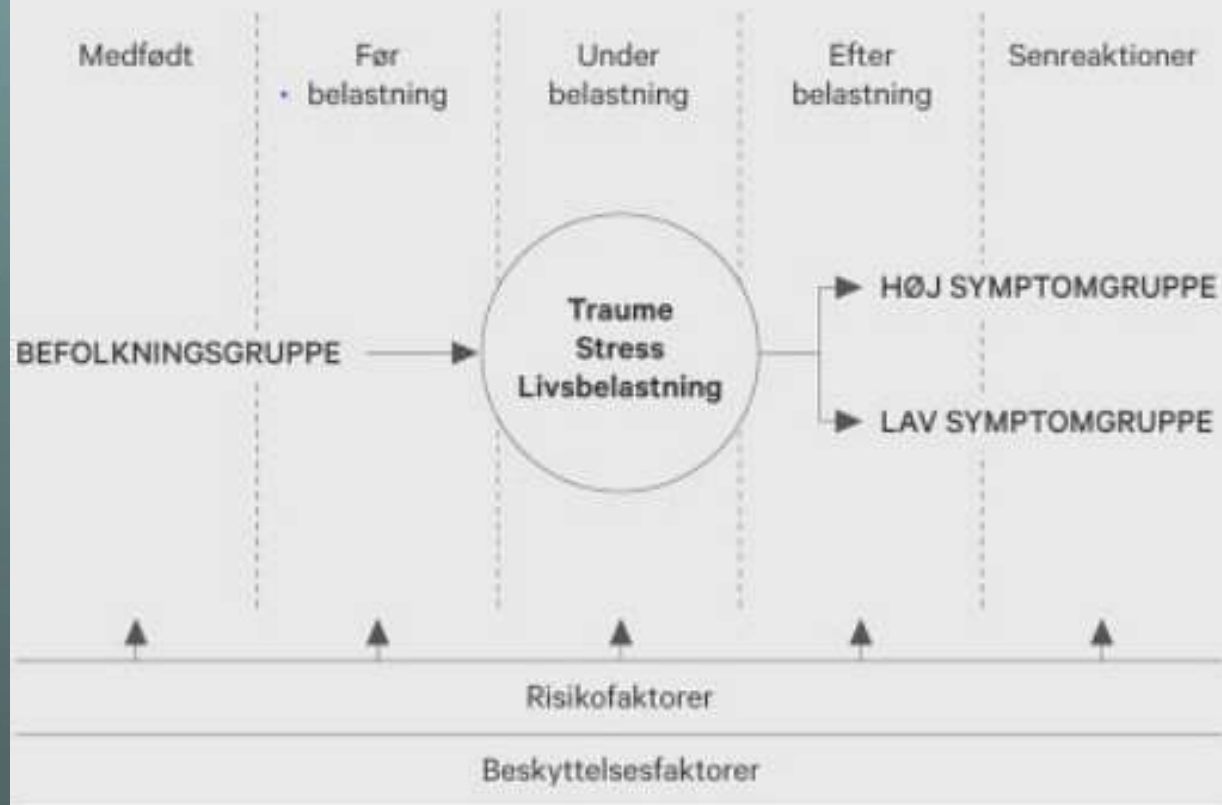 Medfødt
Før
belastning
Under
belastning
Efter
belastning
Senreaktioner
BEFOLKNINGSGRUPPE
Traume
Stress
Livsbelastning
HØJ SYMPTOMGRUPPE
LAV SYMPTOMGRUPPE
Risikofaktorer
Beskyttelsesfaktorer